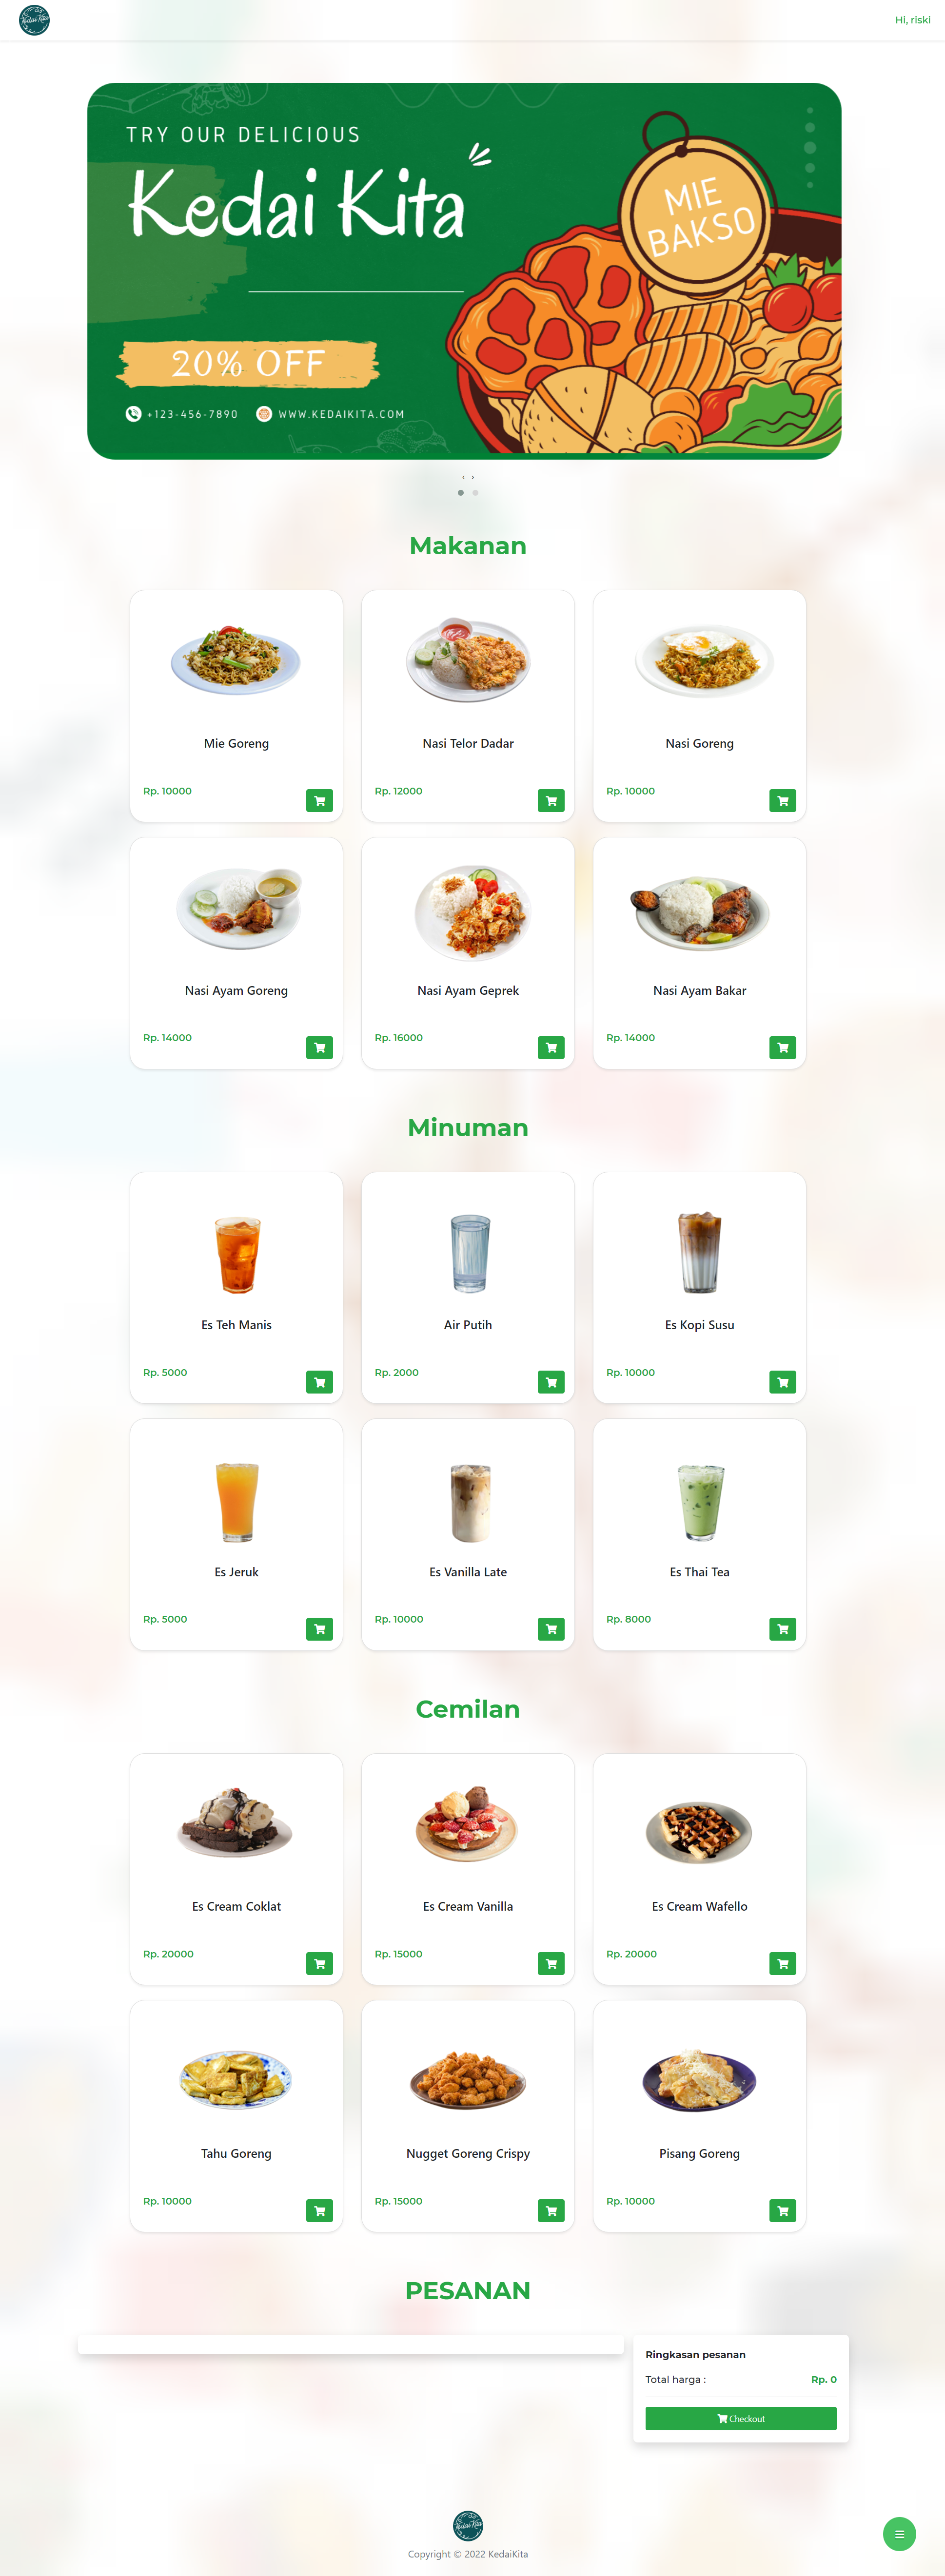 Kedai Kita
Hi, riski
TRY OUR DELICIOUS
Kedai Kita
MIE
BAKSO
20% OFF
+123-456-7890 WWW.KEDAIKITA.COM
‹ ›
Makanan
Mie Goreng
Rp. 10000
Nasi Telor Dadar
Rp. 12000
Nasi Goreng
Rp. 10000
Nasi Ayam Goreng
Rp. 14000
Nasi Ayam Geprek
Rp. 16000
Nasi Ayam Bakar
Rp. 14000
Minuman
Es Teh Manis
Rp. 5000
Air Putih
Rp. 2000
Es Kopi Susu
Rp. 10000
Es Jeruk
Rp. 5000
Es Vanilla Late
Rp. 10000
Es Thai Tea
Rp. 8000
Cemilan
Es Cream Coklat
Rp. 20000
Es Cream Vanilla
Rp. 15000
Es Cream Wafello
Rp. 20000
Tahu Goreng
Rp. 10000
Nugget Goreng Crispy
Rp. 15000
Pisang Goreng
Rp. 10000
PESANAN
Ringkasan pesanan
Total harga : Rp. 0
Checkout
Kedai Kita
Copyright © 2022 KedaiKita